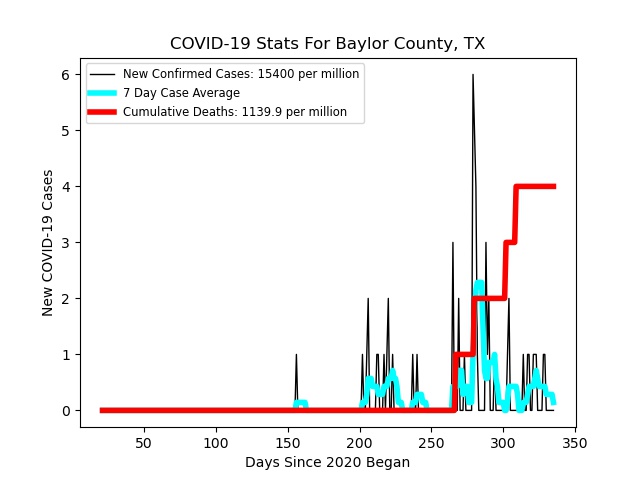 COVID-19 Stats For Baylor County, TX
New Confirmed Cases: 15400 per million
7 Day Case Average
Cumulative Deaths: 1139.9 per million
New COVID-19 Cases
6
5
4
3
2
1
0
50 100 150 200 250 300 350
Days Since 2020 Began